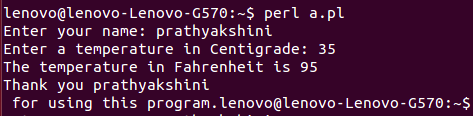 lenovo@lenovo-Lenovo-G570:~$ perl a.pl
Enter your name: prathyakshini
Enter a temperature in Centigrade: 35
The temperature in Fahrenheit is 95
Thank you prathyakshini
 for using this program.lenovo@lenovo-Lenovo-G570:~$